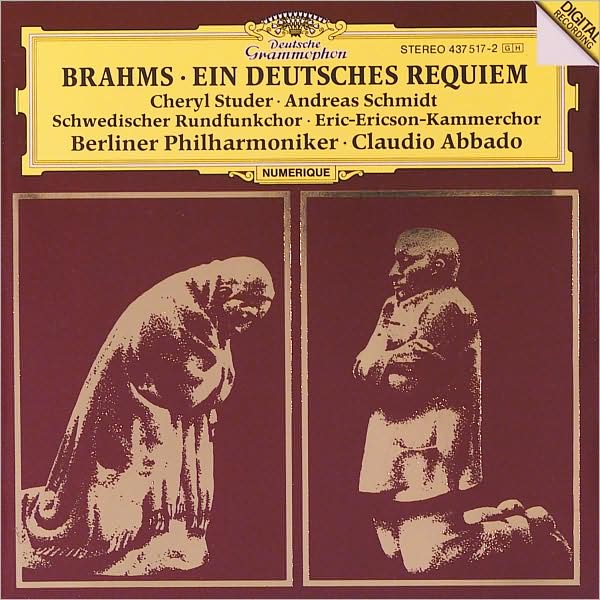 DIGITAL
RECORDING
Deutsche
Grammophon
STEREO 437 517-2 GH
BRAHMS · EIN DEUTSCHES REQUIEM
Cheryl Studer · Andreas Schmidt
Schwedischer Rundfunkchor · Eric-Ericson-Kammerchor
Berliner Philharmoniker · Claudio Abbado
NUMERIQUE